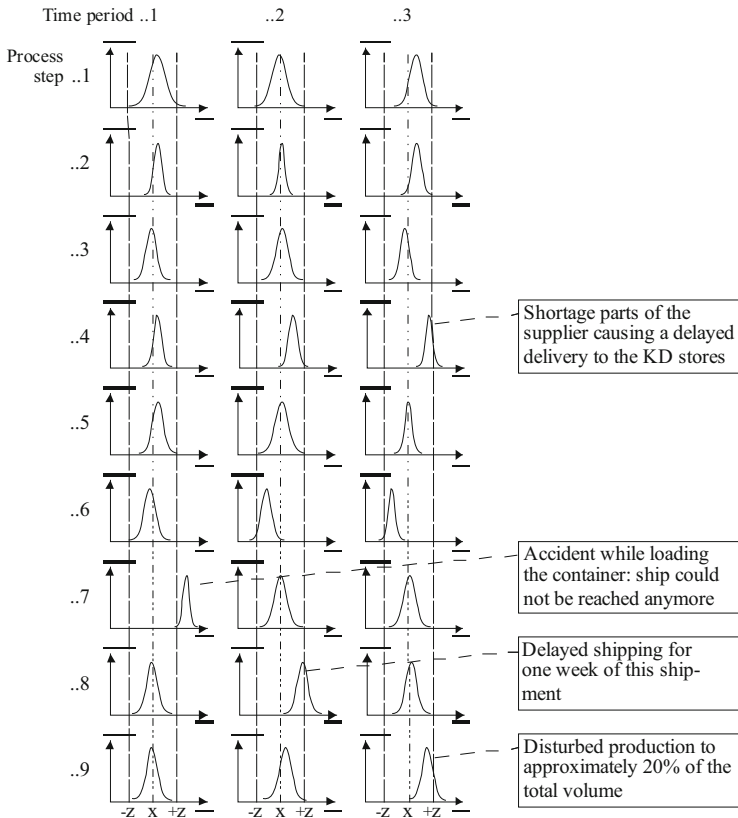 Time period ..1 ..2 ..3
Process
step ..1
..2
..3
..4
Shortage parts of the
supplier causing a delayed
delivery to the KD stores
..5
..6
..7
Accident while loading
the container: ship could
not be reached anymore
..8
Delayed shipping for
one week of this ship-
ment
..9
Disturbed production to
approximately 20% of the
total volume
-z x +z -z x +z -z x +z